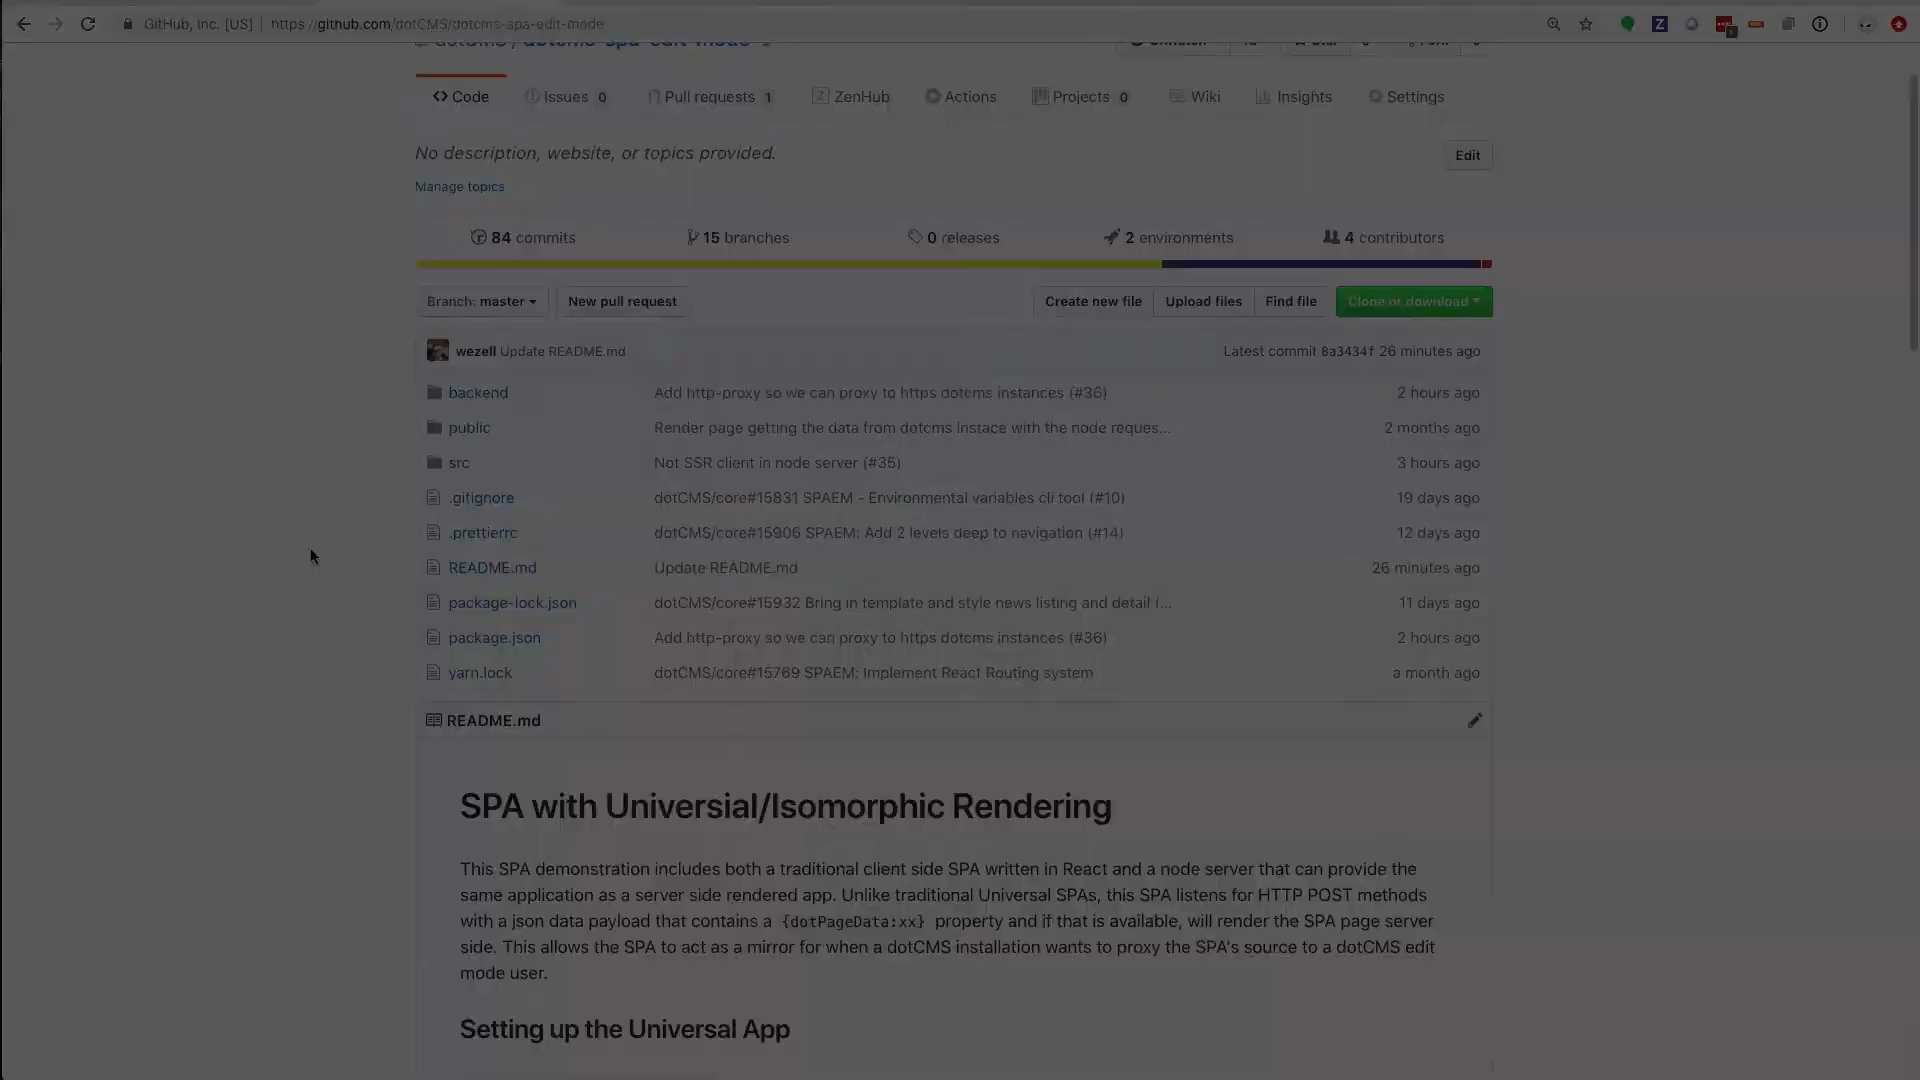 GitHub, Inc. [US] | https://github.com/dotCMS/dotcms-spa-edit-mode
dotCMS / dotcms-spa-edit-mode
Code Issues 0 Pull requests 1 ZenHub Actions Projects 0 Wiki Insights Settings
No description, website, or topics provided. Edit
Manage topics
84 commits 15 branches 0 releases 2 environments 4 contributors
Branch: master New pull request Create new file Upload files Find file Clone or download
wezell Update README.md Latest commit 8a3434f 26 minutes ago
backend Add http-proxy so we can proxy to https dotcms instances (#36) 2 hours ago
public Render page getting the data from dotcms instace with the node reques... 2 months ago
src Not SSR client in node server (#35) 3 hours ago
.gitignore dotCMS/core#15831 SPAEM - Environmental variables cli tool (#10) 19 days ago
.prettierrc dotCMS/core#15906 SPAEM: Add 2 levels deep to navigation (#14) 12 days ago
README.md Update README.md 26 minutes ago
package-lock.json dotCMS/core#15932 Bring in template and style news listing and detail (... 11 days ago
package.json Add http-proxy so we can proxy to https dotcms instances (#36) 2 hours ago
yarn.lock dotCMS/core#15769 SPAEM: Implement React Routing system a month ago
README.md
SPA with Universial/Isomorphic Rendering
This SPA demonstration includes both a traditional client side SPA written in React and a node server that can provide the
same application as a server side rendered app. Unlike traditional Universal SPAs, this SPA listens for HTTP POST methods
with a json data payload that contains a {dotPageData:xx} property and if that is available, will render the SPA page server
side. This allows the SPA to act as a mirror for when a dotCMS installation wants to proxy the SPA's source to a dotCMS edit
mode user.
Setting up the Universal App